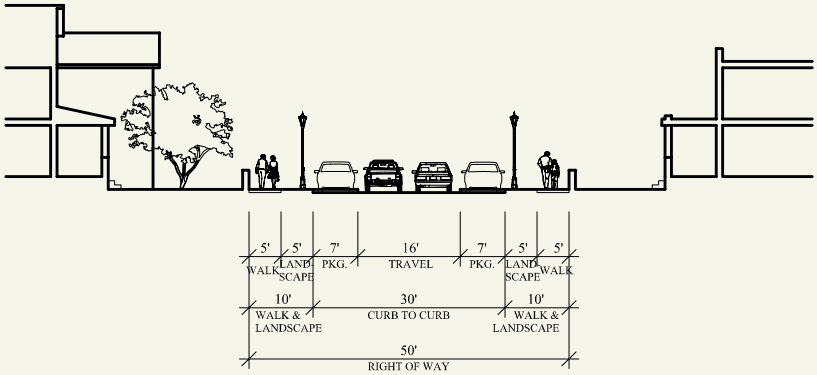 5' 5' 7' 16' 7' 5' 5'
WALK LAND-SCAPE PKG. TRAVEL PKG. LAND-SCAPE WALK
10' 30' 10'
WALK & LANDSCAPE CURB TO CURB WALK & LANDSCAPE
50'
RIGHT OF WAY